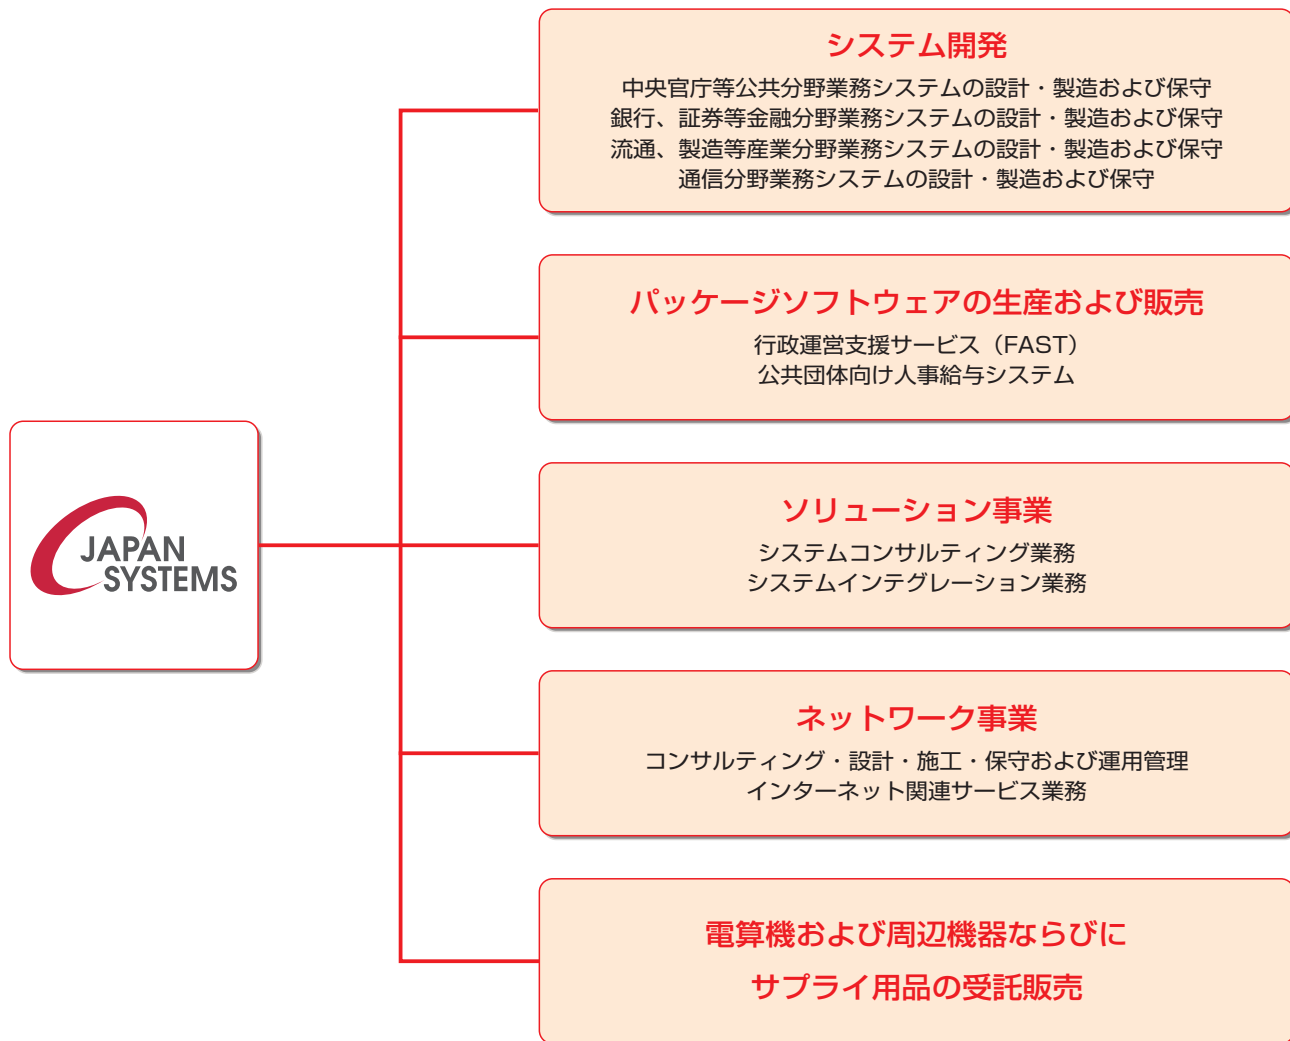 システム開発
中央官庁等公共分野業務システムの設計・製造および保守
銀行、証券等金融分野業務システムの設計・製造および保守
流通、製造等産業分野業務システムの設計・製造および保守
通信分野業務システムの設計・製造および保守
パッケージソフトウェアの生産および販売
行政運営支援サービス（FAST）
公共団体向け人事給与システム
JAPAN
SYSTEMS
ソリューション事業
システムコンサルティング業務
システムインテグレーション業務
ネットワーク事業
コンサルティング・設計・施工・保守および運用管理
インターネット関連サービス業務
電算機および周辺機器ならびに
サプライ用品の受託販売